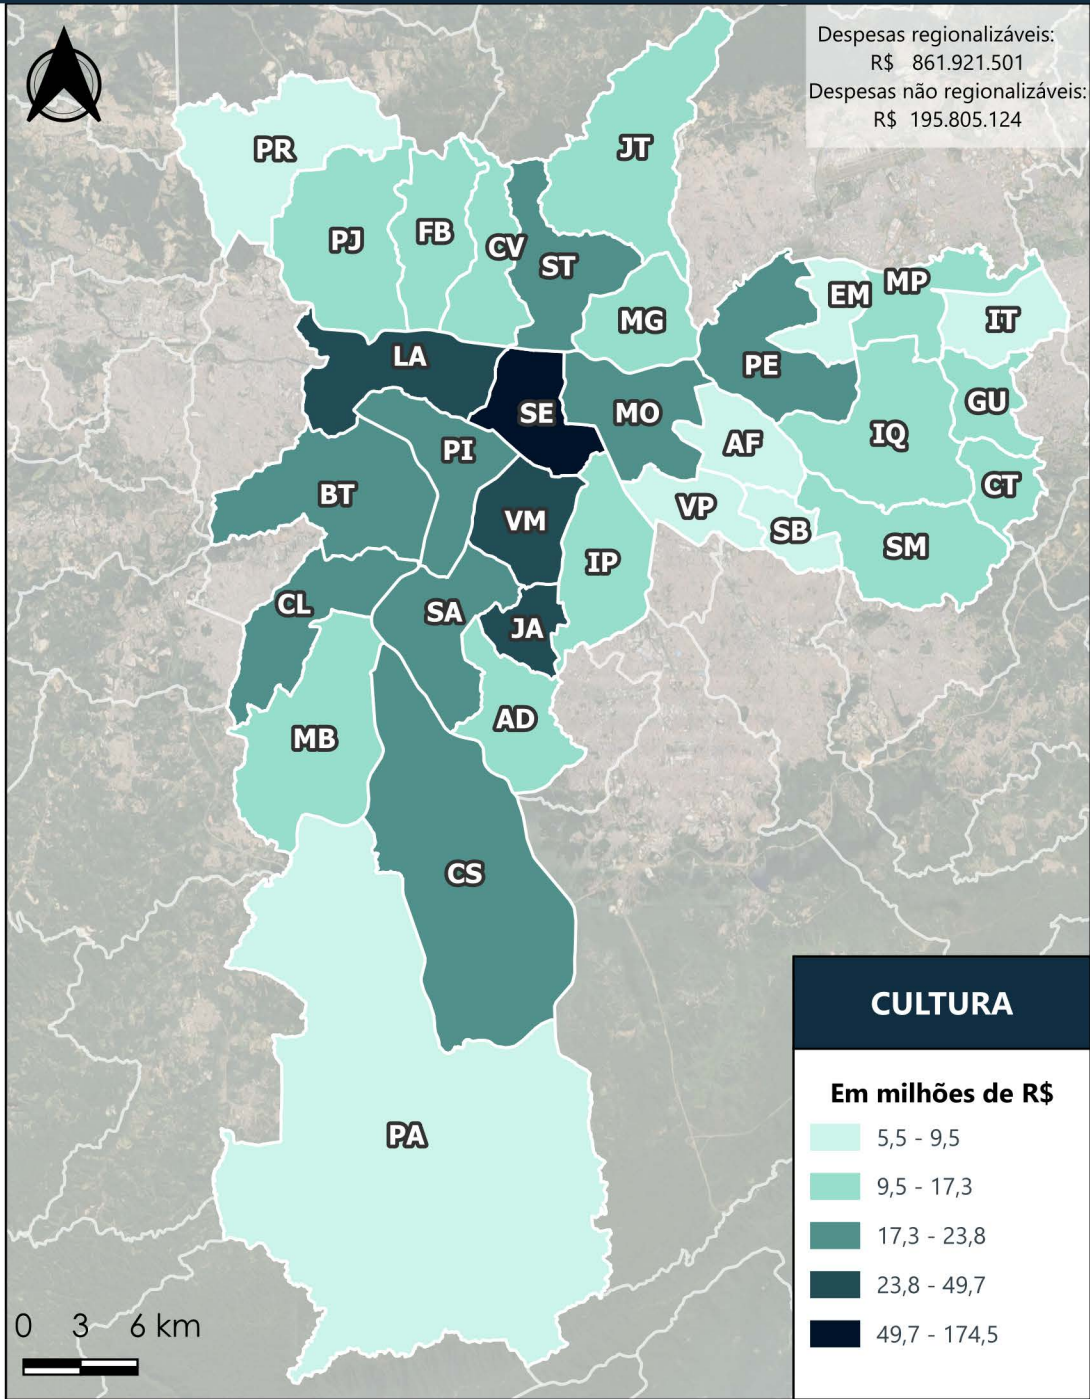 Despesas regionalizáveis:
R$ 861.921.501
Despesas não regionalizáveis:
R$ 195.805.124
PR
JT
PJ
FB
CV
ST
MG
EM
MP
IT
LA
PE
SE
MO
GU
AF
IQ
PI
BT
CT
VM
VP
SB
SM
IP
CL
SA
JA
AD
MB
CS
PA
CULTURA
Em milhões de R$
5,5 - 9,5
9,5 - 17,3
17,3 - 23,8
23,8 - 49,7
49,7 - 174,5
0 3 6 km